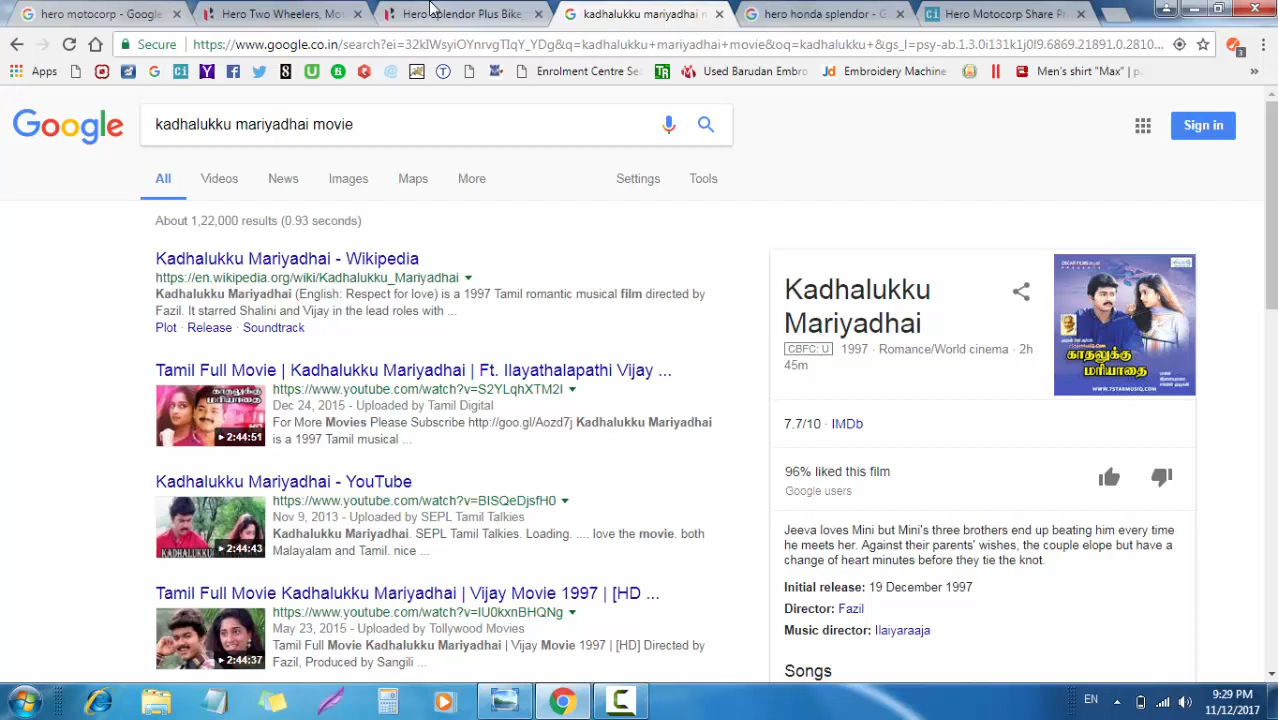 hero motorcorp - Google
Hero Two Wheelers, Mo
Hero Splendor Plus Bike
kadhalukku mariyadhai m
hero honda splendor - G
Hero Motocorp Share Pri
Secure
https://www.google.co.in/search?ei=32kIWsyiOYnrvgTIqY_YDg&q=kadhalukku+mariyadhai+movie&oq=kadhalukku+&gs_l=psy-ab.1.3.0i131k1j0l9.6869.21891.0.2810...
3
Apps
Enrolment Centre Se
Used Barudan Embro
Jd Embroidery Machine
Men's shirt "Max" | p
Google
kadhalukku mariyadhai movie
Sign in
All Videos News Images Maps More Settings Tools
About 1,22,000 results (0.93 seconds)
Kadhalukku Mariyadhai - Wikipedia
https://en.wikipedia.org/wiki/Kadhalukku_Mariyadhai
Kadhalukku Mariyadhai (English: Respect for love) is a 1997 Tamil romantic musical film directed by
Fazil. It starred Shalini and Vijay in the lead roles with ...
Plot · Release · Soundtrack
Tamil Full Movie | Kadhalukku Mariyadhai | Ft. Ilayathalapathi Vijay ...
https://www.youtube.com/watch?v=S2YLqhXTM2I
Dec 24, 2015 - Uploaded by Tamil Digital
For More Movies Please Subscribe http://goo.gl/Aozd7j Kadhalukku Mariyadhai
is a 1997 Tamil musical ...
2:44:51
Kadhalukku Mariyadhai - YouTube
https://www.youtube.com/watch?v=BISQeDjsfH0
Nov 9, 2013 - Uploaded by SEPL Tamil Talkies
Kadhalukku Mariyadhai. SEPL Tamil Talkies. Loading. .... love the movie. both
Malayalam and Tamil. nice ...
KADHALUKKU
2:44:43
Tamil Full Movie Kadhalukku Mariyadhai | Vijay Movie 1997 | [HD ...
https://www.youtube.com/watch?v=IU0kxnBHQNg
May 23, 2015 - Uploaded by Tollywood Movies
Tamil Full Movie Kadhalukku Mariyadhai | Vijay Movie 1997 | [HD] Directed by
Fazil, Produced by Sangili ...
2:44:37
Kadhalukku
Mariyadhai
CBFC: U 1997 · Romance/World cinema · 2h
45m
காதலுக்கு
மரியாதை
WWW.7STARMUSIQ.COM
7.7/10 · IMDb
96% liked this film
Google users
Jeeva loves Mini but Mini's three brothers end up beating him every time
he meets her. Against their parents' wishes, the couple elope but have a
change of heart minutes before they tie the knot.
Initial release: 19 December 1997
Director: Fazil
Music director: Ilaiyaraaja
Songs
EN
9:29 PM
11/12/2017